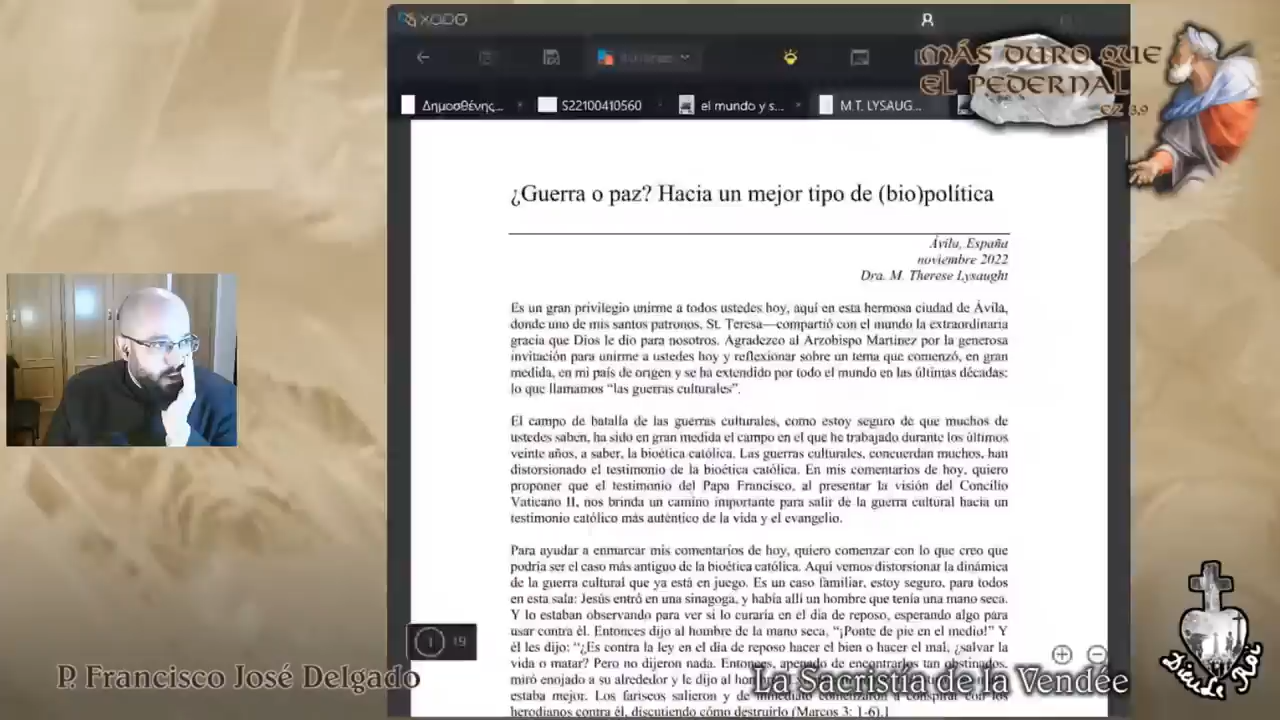 XODO
MÁS DURO QUE
EL PEDERNAL
EZ 3,9
Δημοσθένης...
S22100410560
el mundo y s...
M.T. LYSAUG...
¿Guerra o paz? Hacia un mejor tipo de (bio)política
Ávila, España
noviembre 2022
Dra. M. Therese Lysaught
Es un gran privilegio unirme a todos ustedes hoy, aquí en esta hermosa ciudad de Ávila,
donde uno de mis santos patronos, St. Teresa—compartió con el mundo la extraordinaria
gracia que Dios le dio para nosotros. Agradezco al Arzobispo Martínez por la generosa
invitación para unirme a ustedes hoy y reflexionar sobre un tema que comenzó, en gran
medida, en mi país de origen y se ha extendido por todo el mundo en las últimas décadas:
lo que llamamos “las guerras culturales”.
El campo de batalla de las guerras culturales, como estoy seguro de que muchos de
ustedes saben, ha sido en gran medida el campo en el que he trabajado durante los últimos
veinte años, a saber, la bioética católica. Las guerras culturales, concuerdan muchos, han
distorsionado el testimonio de la bioética católica. En mis comentarios de hoy, quiero
proponer que el testimonio del Papa Francisco, al presentar la visión del Concilio
Vaticano II, nos brinda un camino importante para salir de la guerra cultural hacia un
testimonio católico más auténtico de la vida y el evangelio.
Para ayudar a enmarcar mis comentarios de hoy, quiero comenzar con lo que creo que
podría ser el caso más antiguo de la bioética católica. Aquí vemos distorsionar la dinámica
de la guerra cultural que ya está en juego. Es un caso familiar, estoy seguro, para todos
en esta sala: Jesús entró en una sinagoga, y había allí un hombre que tenía una mano seca.
Y lo estaban observando para ver si lo curaría en el día de reposo, esperando algo para
usar contra él. Entonces dijo al hombre de la mano seca, “¡Ponte de pie en el medio!” Y
él les dijo: “¿Es contra la ley en el día de reposo hacer el bien o hacer el mal, ¿salvar la
vida o matar? Pero no dijeron nada. Entonces, apenado de encontrarlos tan obstinados,
miró enojado a su alrededor y le dijo al
estaba mejor. Los fariseos salieron y de inmediato comenzaron a conspirar con los
herodianos contra él, discutiendo cómo destruirlo (Marcos 3: 1-6).]
1 19
P. Francisco José Delgado
La Sacristía de la Vendée
Dieu le Roi